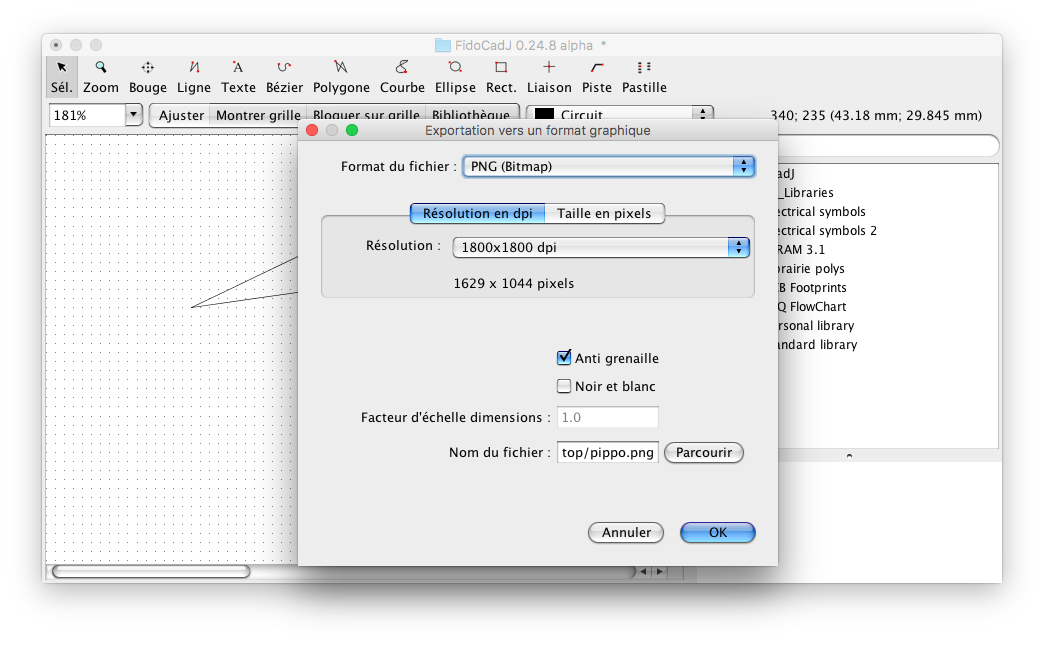 FidoCadJ 0.24.8 alpha *
Sél. Zoom Bouge Ligne Texte Bézier Polygone Courbe Ellipse Rect. Liaison Piste Pastille
181% Ajuster Montrer grille Bloquer sur grille Bibliothèque Circuit 340; 235 (43.18 mm; 29.845 mm)
Exportation vers un format graphique
Format du fichier : PNG (Bitmap)
Résolution en dpi Taille en pixels
Résolution : 1800x1800 dpi
1629 x 1044 pixels
Anti grenaille
Noir et blanc
Facteur d'échelle dimensions : 1.0
Nom du fichier : top/pippo.png Parcourir
Annuler OK
adJ
_Libraries
ectrical symbols
ectrical symbols 2
RAM 3.1
brairie polys
B Footprints
Q FlowChart
rsonal library
andard library